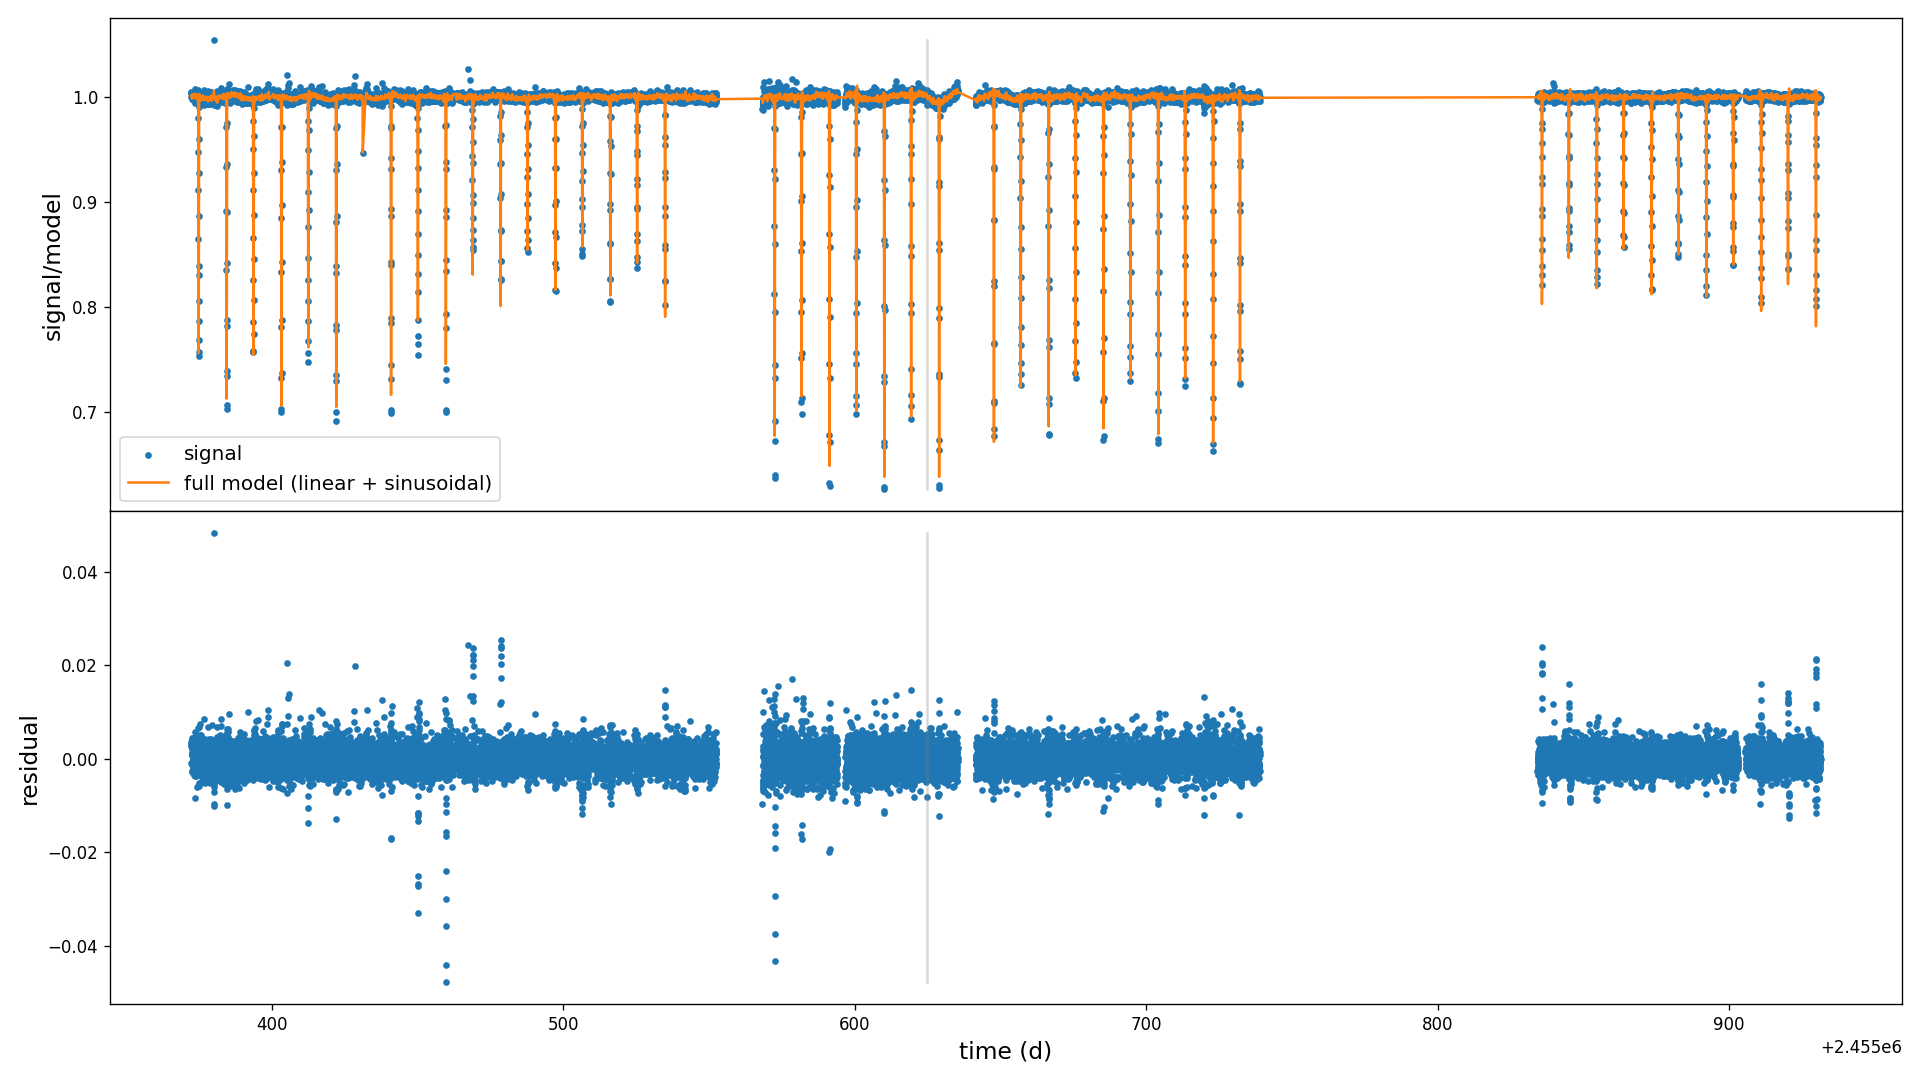 1.0
0.9
0.8
0.7
signal/model
signal
full model (linear + sinusoidal)
0.04
0.02
0.00
−0.02
−0.04
residual
400
500
600
700
800
900
time (d)
+2.455e6